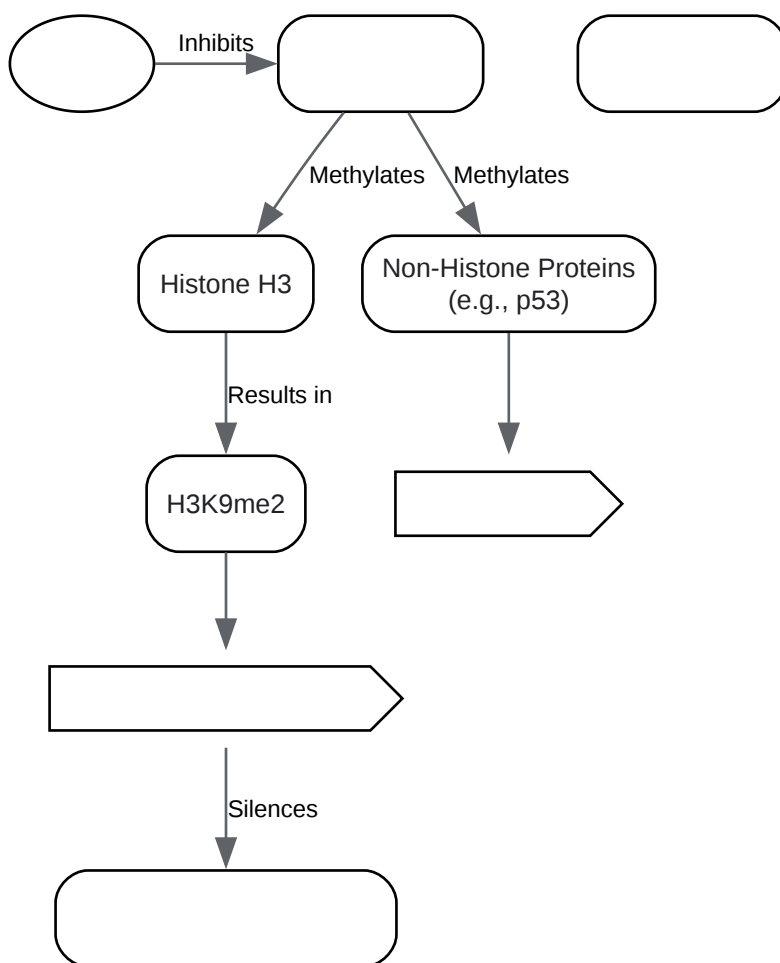 Inhibits
Methylates
Methylates
Histone H3
Non-Histone Proteins
(e.g., p53)
Results in
H3K9me2
Silences